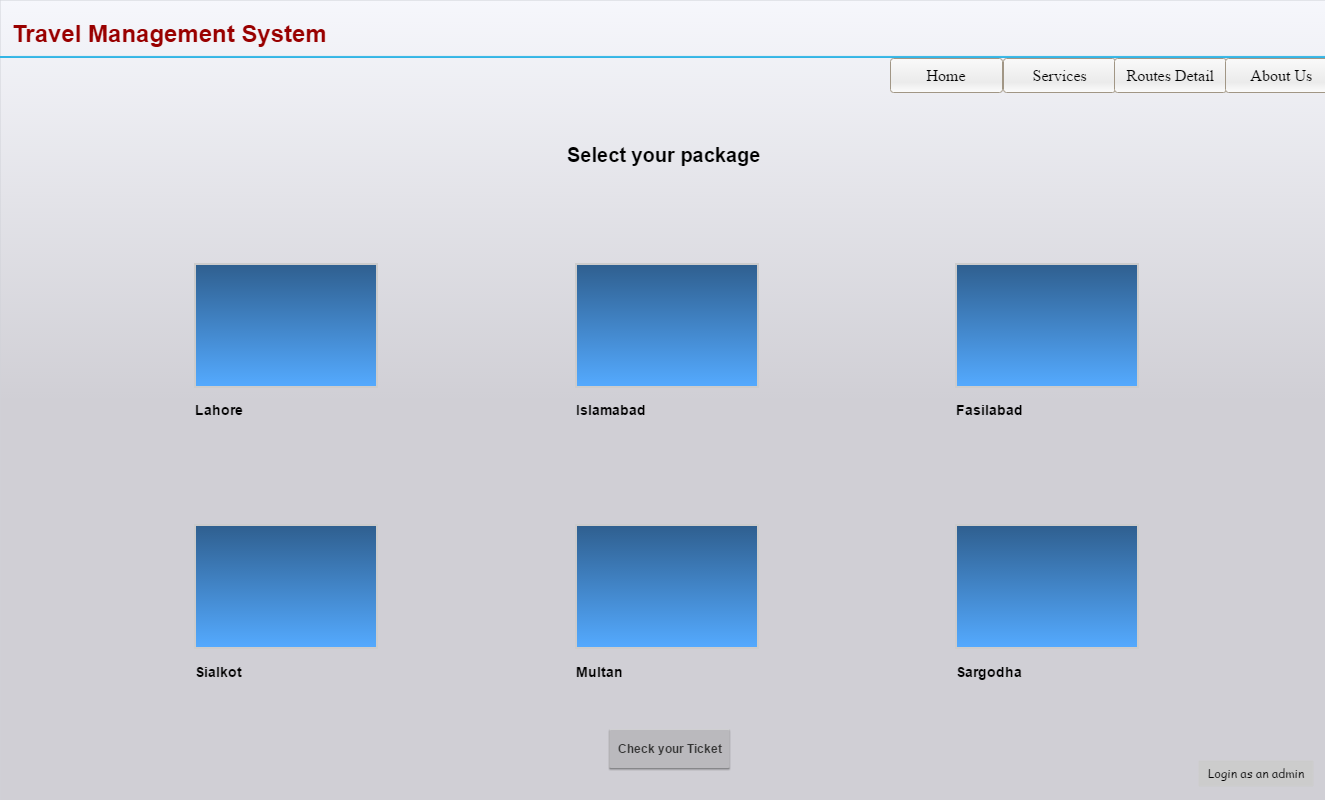 Travel Management System
Home Services Routes Detail About Us
Select your package
Lahore Islamabad Fasilabad
Sialkot Multan Sargodha
Check your Ticket
Login as an admin